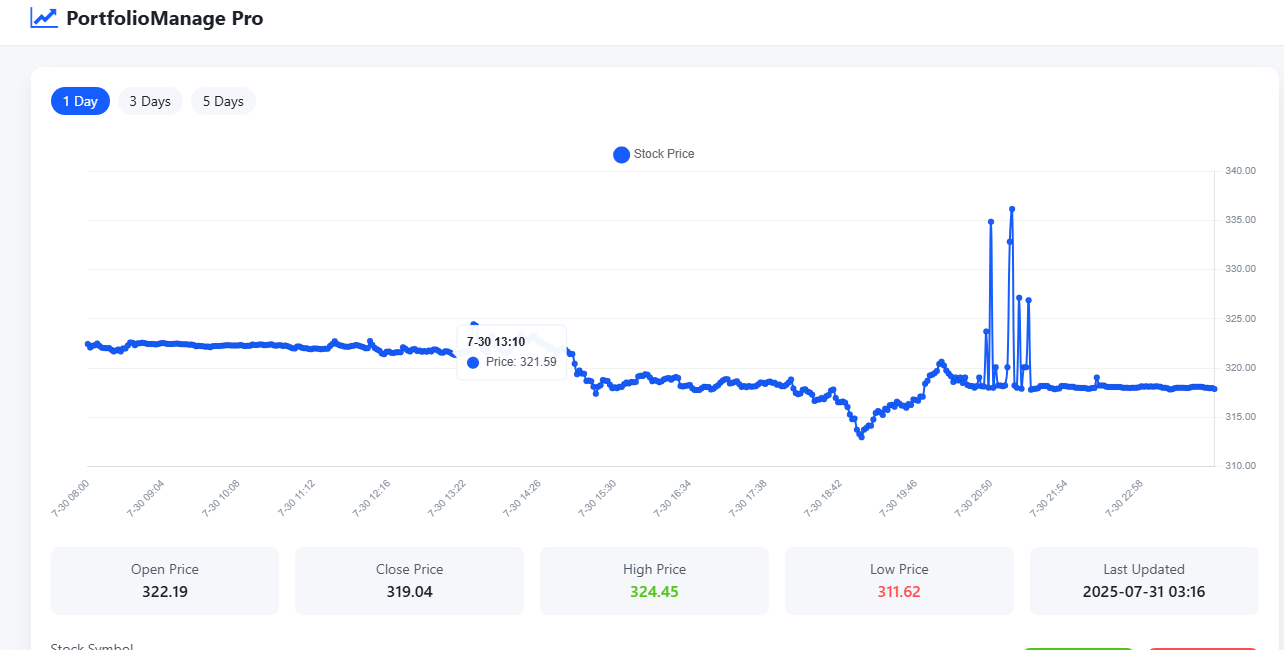 PortfolioManage Pro
1 Day 3 Days 5 Days
Stock Price
340.00
335.00
330.00
325.00
320.00
315.00
310.00
7-30 13:10
Price: 321.59
7-30 08:00 7-30 09:04 7-30 10:08 7-30 11:12 7-30 12:16 7-30 13:22 7-30 14:26 7-30 15:30 7-30 16:34 7-30 17:38 7-30 18:42 7-30 19:46 7-30 20:50 7-30 21:54 7-30 22:58
Open Price Close Price High Price Low Price Last Updated
322.19 319.04 324.45 311.62 2025-07-31 03:16
Stock Symbol